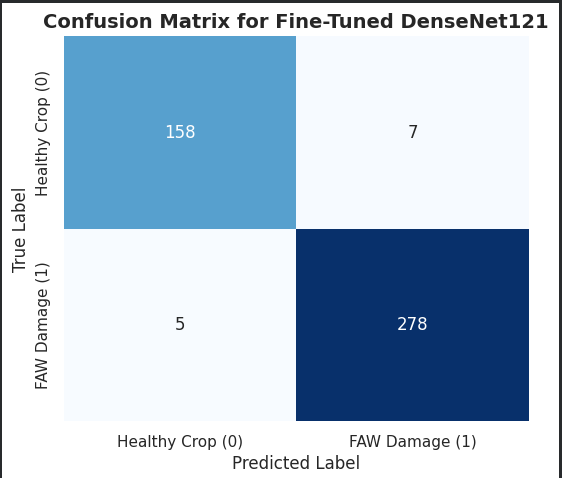 Confusion Matrix for Fine-Tuned DenseNet121
True Label
Healthy Crop (0)
158
7
FAW Damage (1)
5
278
Healthy Crop (0)
FAW Damage (1)
Predicted Label